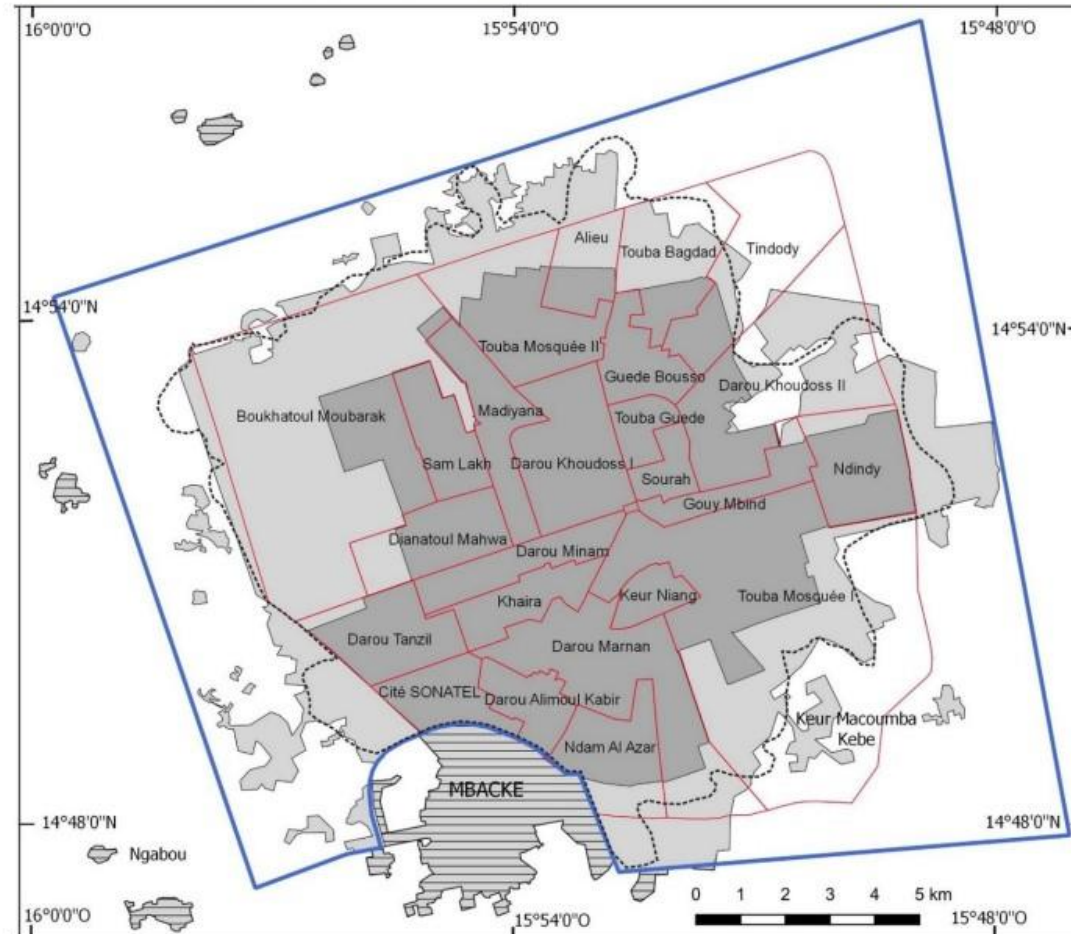 16°0'0"O
15°54'0"O
15°48'0"O
Alieu
Touba Bagdad
Tindody
14°54'0"N
14°54'0"N
Touba Mosquée II
Guede Bousso
Darou Khoudoss II
Boukhatoul Moubarak
Madiyana
Touba Guede
Sam Lakh
Darou Khoudoss I
Ndindy
Sourah
Gouy Mbind
Dianatoul Mahwa
Darou Minam
Khaira
Keur Niang
Touba Mosquée I
Darou Tanzil
Darou Marnan
Cité SONATEL
Darou Alimoul Kabir
Keur Macoumba
Kebe
Ndam Al Azar
MBACKE
14°48'0"N
14°48'0"N
Ngabou
0 1 2 3 4 5 km
16°0'0"O
15°54'0"O
15°48'0"O